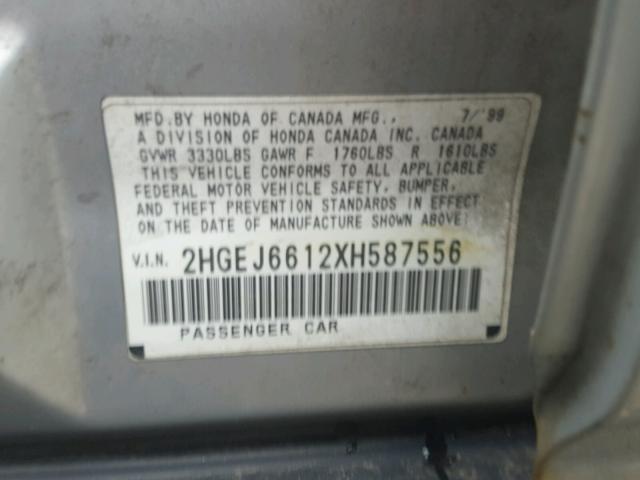 MFD.BY HONDA OF CANADA MFG., 7/'99
A DIVISION OF HONDA CANADA INC. CANADA
GVWR 3330LBS GAWR F 1760LBS R 1610LBS
THIS VEHICLE CONFORMS TO ALL APPLICABLE
FEDERAL MOTOR VEHICLE SAFETY, BUMPER,
AND THEFT PREVENTION STANDARDS IN EFFECT
ON THE DATE OF MANUFACTURE SHOWN ABOVE.
V.I.N. 2HGEJ6612XH587556
PASSENGER CAR